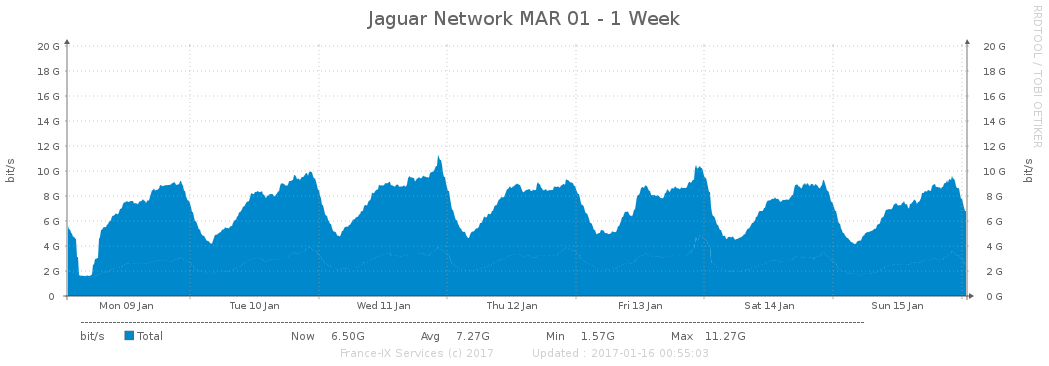 Jaguar Network MAR 01 - 1 Week
RRDTOOL / TOBI OETIKER
bit/s
20 G 20 G
18 G 18 G
16 G 16 G
14 G 14 G
12 G 12 G
10 G 10 G
8 G 8 G
6 G 6 G
4 G 4 G
2 G 2 G
0 0 G
bit/s
Mon 09 Jan Tue 10 Jan Wed 11 Jan Thu 12 Jan Fri 13 Jan Sat 14 Jan Sun 15 Jan
bit/s Total Now 6.50G Avg 7.27G Min 1.57G Max 11.27G
France-IX Services (c) 2017 Updated : 2017-01-16 00:55:03